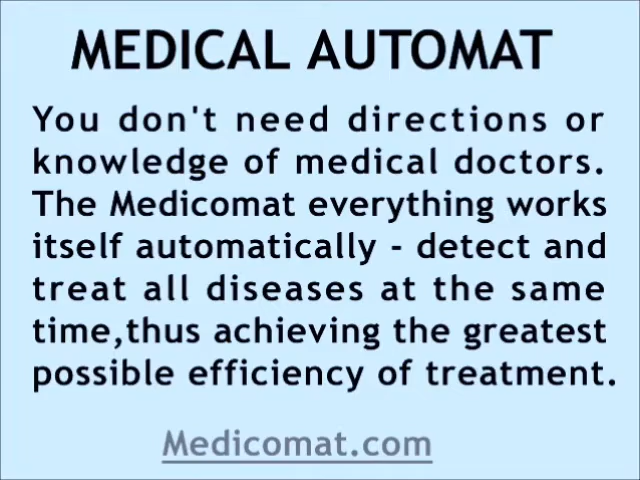 MEDICAL AUTOMAT
You don't need directions or
knowledge of medical doctors.
The Medicomat everything works
itself automatically - detect and
treat all diseases at the same
time,thus achieving the greatest
possible efficiency of treatment.
Medicomat.com